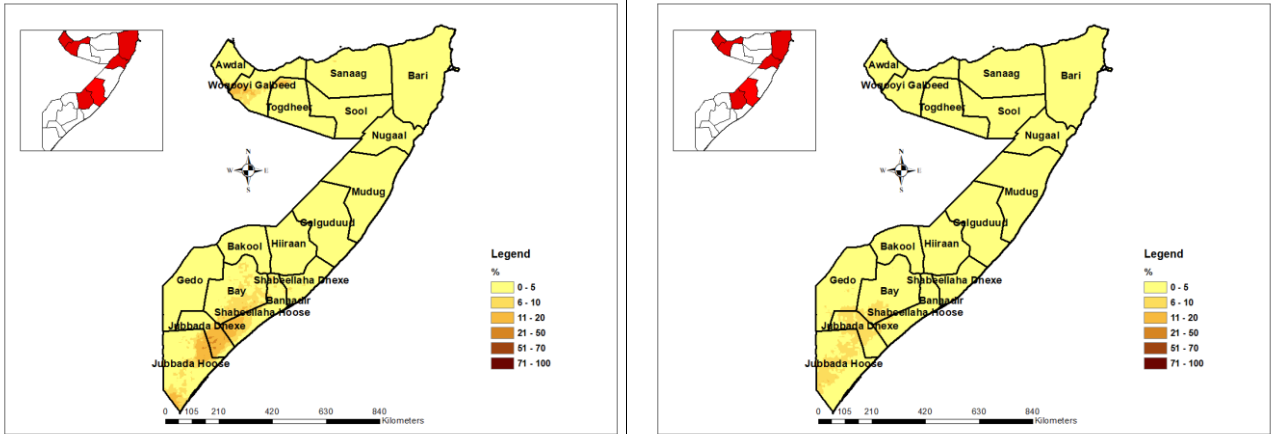 Awdal
Woqooyi Galbeed
Togdheer
Sanaag
Sool
Bari
Nugaal
N
W E
S
Mudug
Galguduud
Hiiraan
Bakool
Gedo
Bay
Shabeellaha Dhexe
Banaadir
Shabeellaha Hoose
Jubbada Dhexe
Jubbada Hoose
Legend
%
0 - 5
6 - 10
11 - 20
21 - 50
51 - 70
71 - 100
0 105 210 420 630 840
Kilometers
Awdal
Woqooyi Galbeed
Togdheer
Sanaag
Sool
Bari
Nugaal
N
W E
S
Mudug
Galguduud
Hiiraan
Bakool
Gedo
Bay
Shabeellaha Dhexe
Banaadir
Shabeellaha Hoose
Jubbada Dhexe
Jubbada Hoose
Legend
%
0 - 5
6 - 10
11 - 20
21 - 50
51 - 70
71 - 100
0 105 210 420 630 840
Kilometers